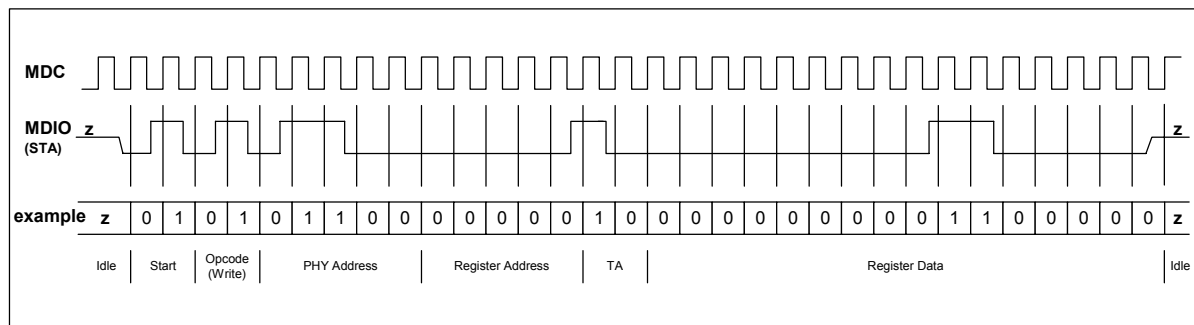 MDC
MDIO z z
(STA)
example z 0 1 0 1 0 1 1 0 0 0 0 0 0 0 1 0 0 0 0 0 0 0 0 0 0 1 1 0 0 0 0 0 z
Idle Start Opcode (Write) PHY Address Register Address TA Register Data Idle